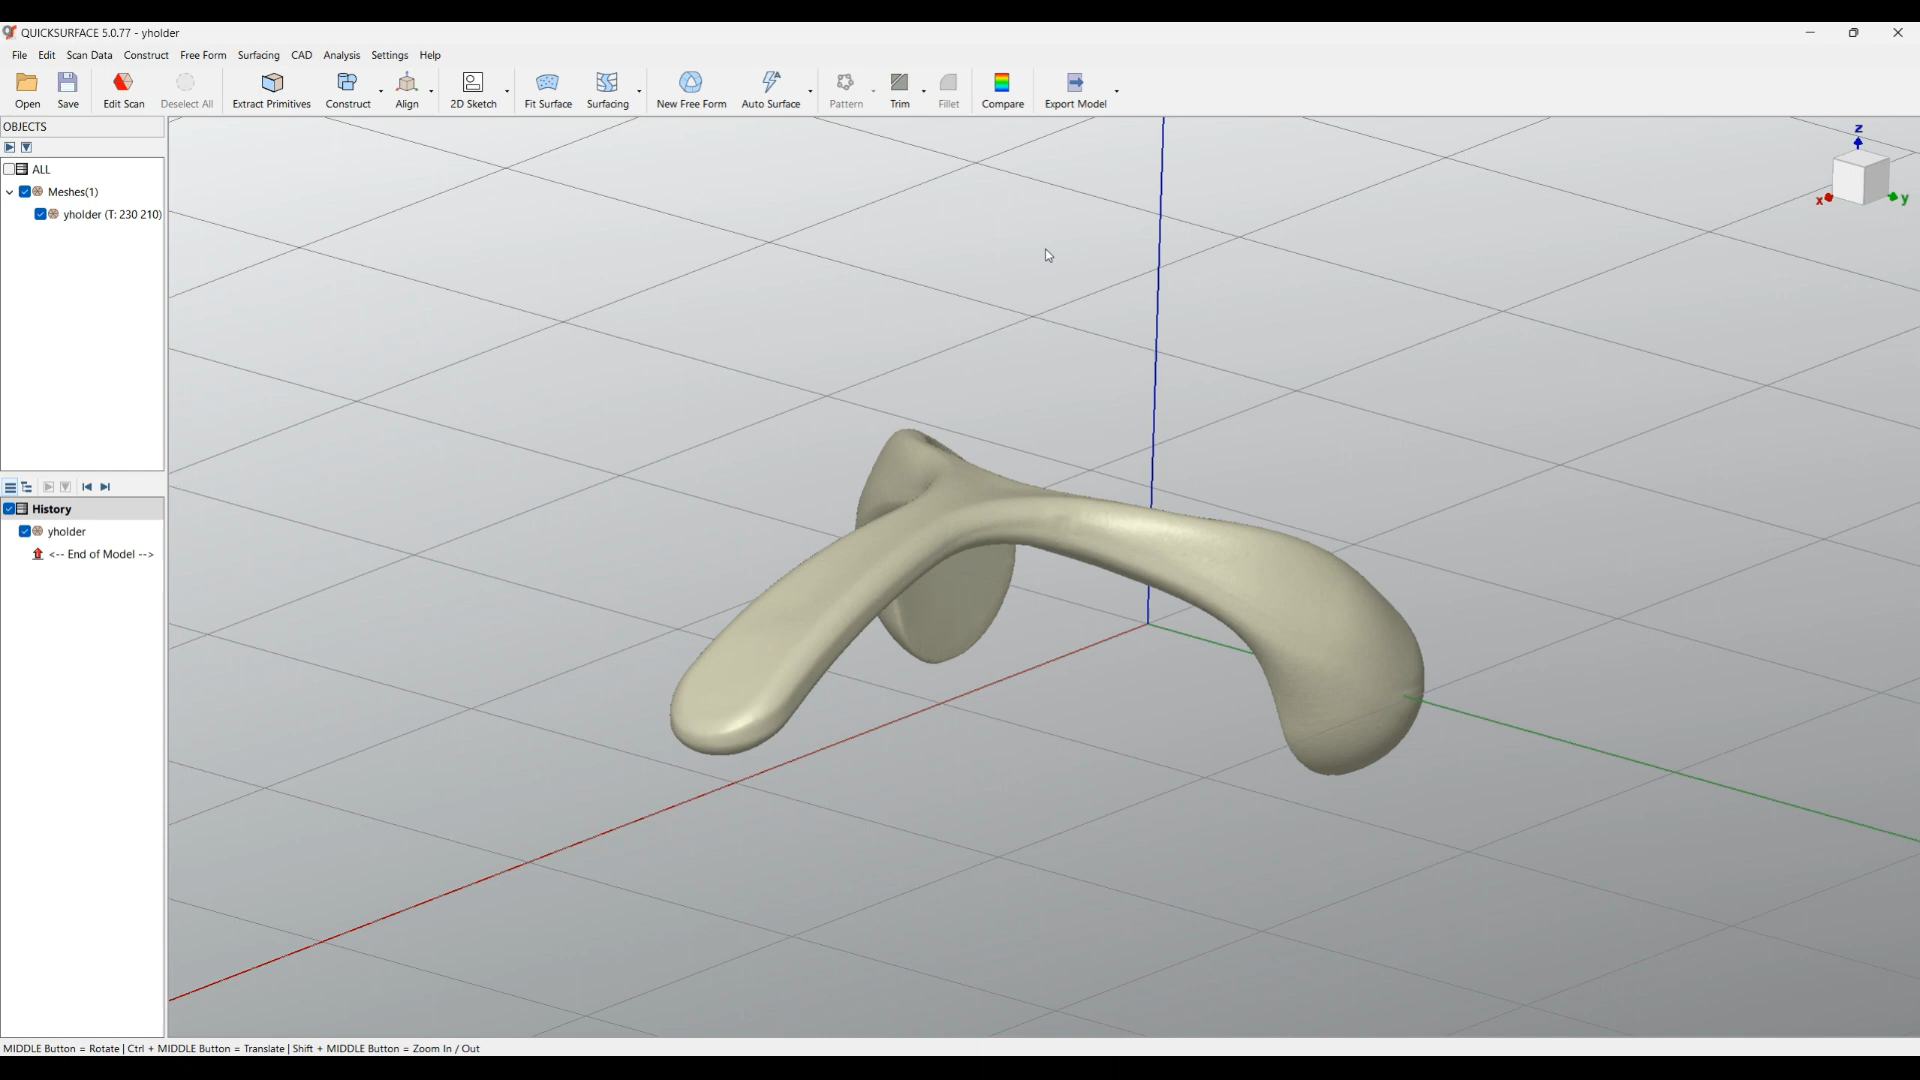 QUICKSURFACE 5.0.77 - yholder
File Edit Scan Data Construct Free Form Surfacing CAD Analysis Settings Help
Open Save Edit Scan Deselect All Extract Primitives Construct Align 2D Sketch Fit Surface Surfacing New Free Form Auto Surface Pattern Trim Fillet Compare Export Model
OBJECTS
ALL
Meshes(1)
yholder (T: 230 210)
History
yholder
<-- End of Model -->
z
x
y
MIDDLE Button = Rotate | Ctrl + MIDDLE Button = Translate | Shift + MIDDLE Button = Zoom In / Out